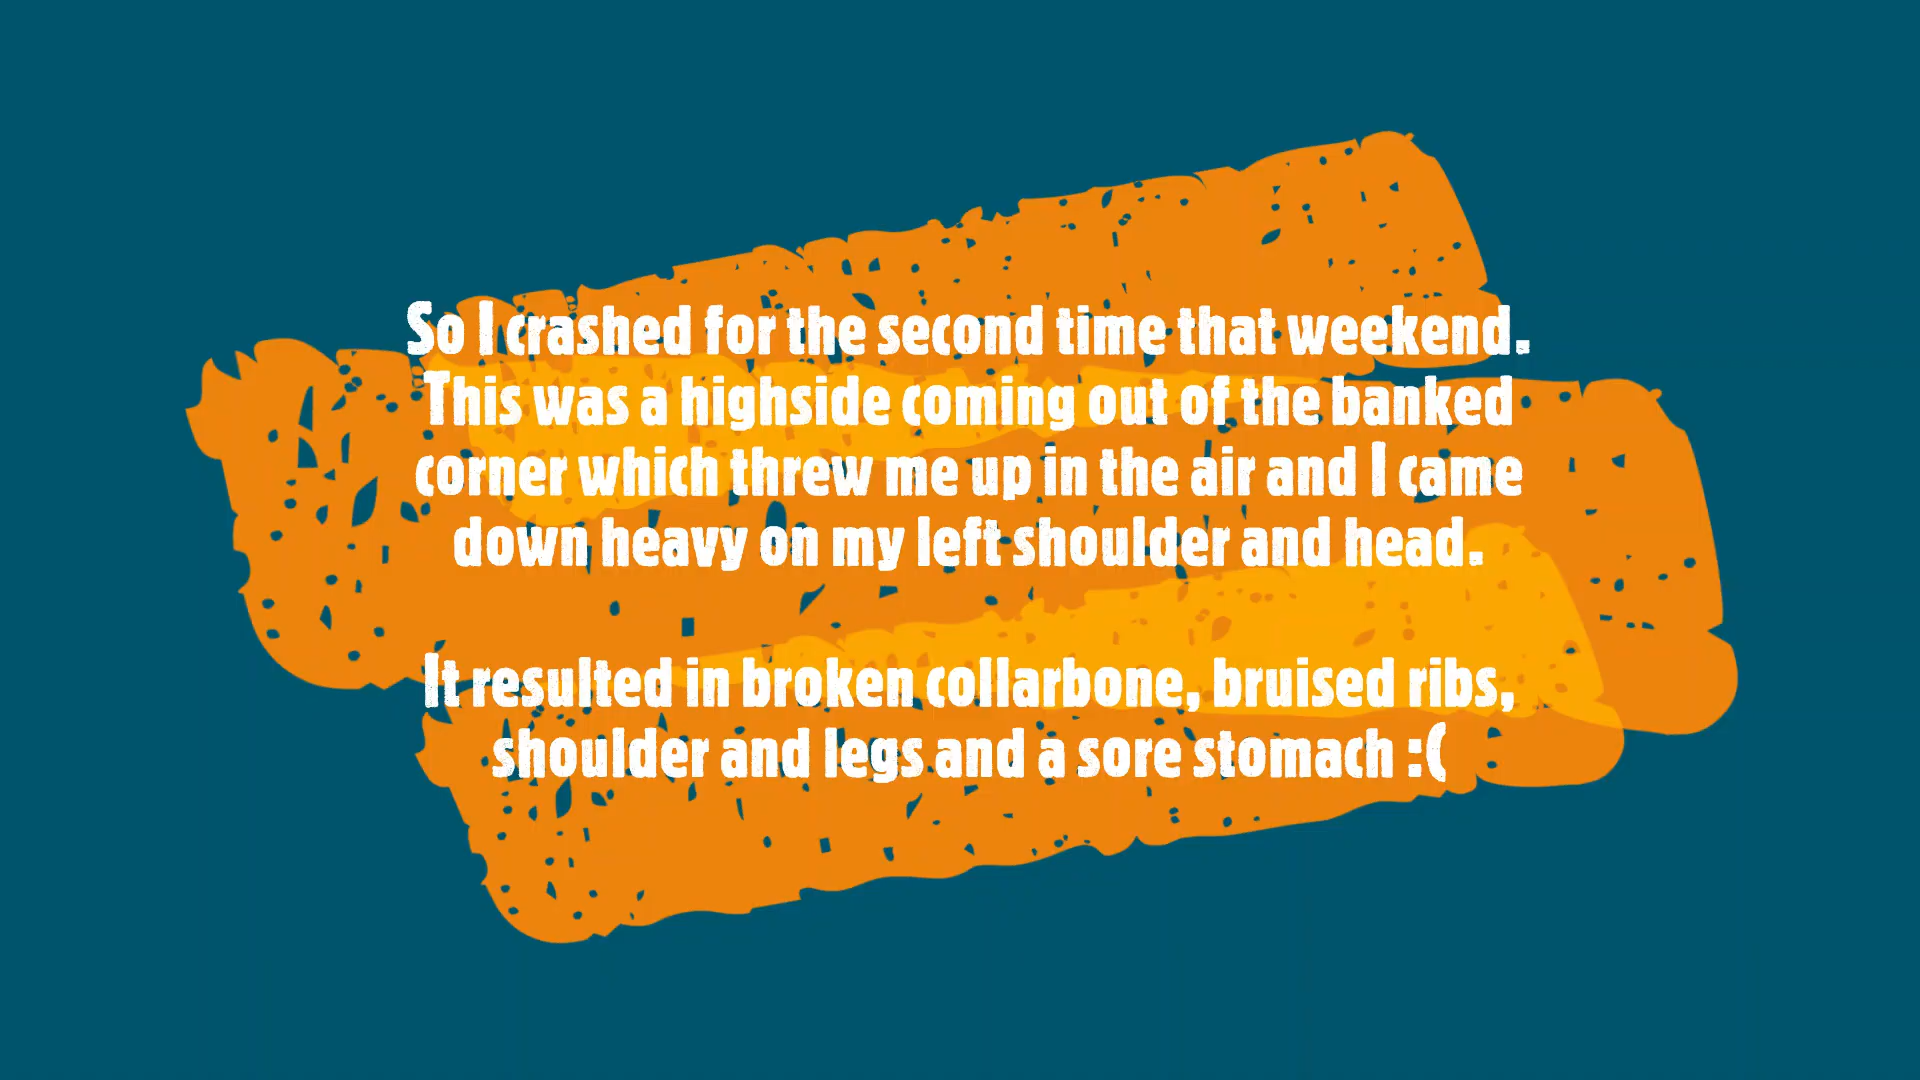 So I crashed for the second time that weekend.
This was a highside coming out of the banked
corner which threw me up in the air and I came
down heavy on my left shoulder and head.
It resulted in broken collarbone, bruised ribs,
shoulder and legs and a sore stomach :(